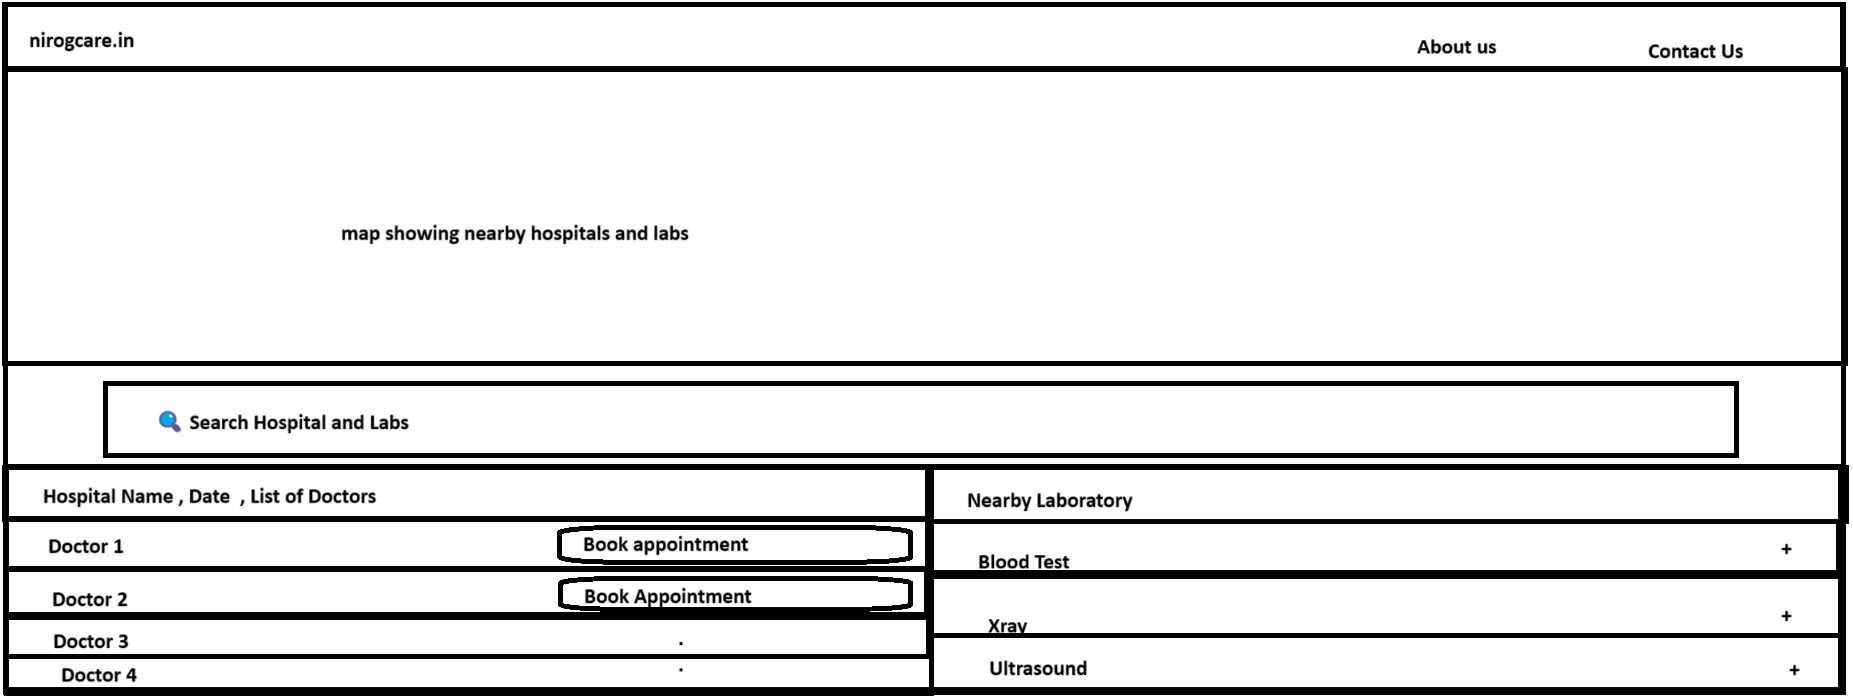 nirogcare.in
About us
Contact Us
map showing nearby hospitals and labs
Search Hospital and Labs
Hospital Name , Date , List of Doctors
Doctor 1
Book appointment
Doctor 2
Book Appointment
Doctor 3
.
Doctor 4
.
Nearby Laboratory
Blood Test
+
Xray
+
Ultrasound
+